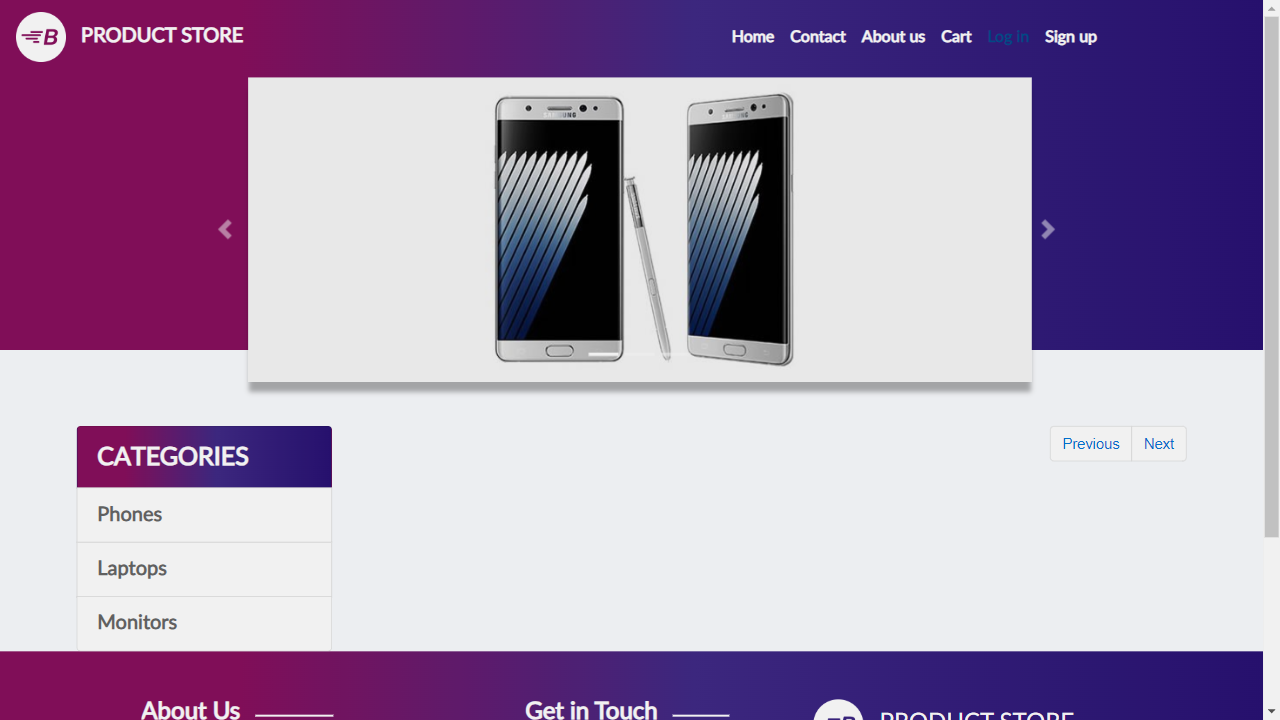 B PRODUCT STORE
Home Contact About us Cart Log in Sign up
SAMSUNG
SAMSUNG
CATEGORIES
Previous Next
Phones
Laptops
Monitors
About Us
Get in Touch
B PRODUCT STORE